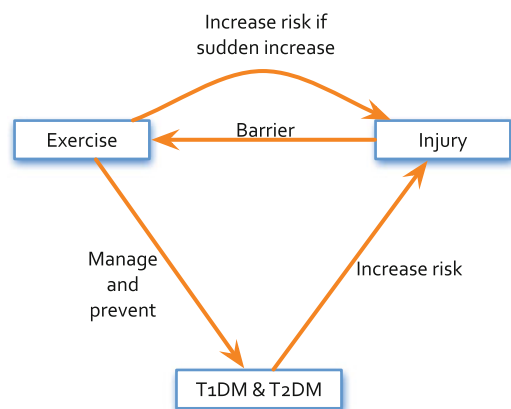 Increase risk if
sudden increase
Exercise
Barrier
Injury
Manage
and
prevent
Increase risk
T1DM & T2DM